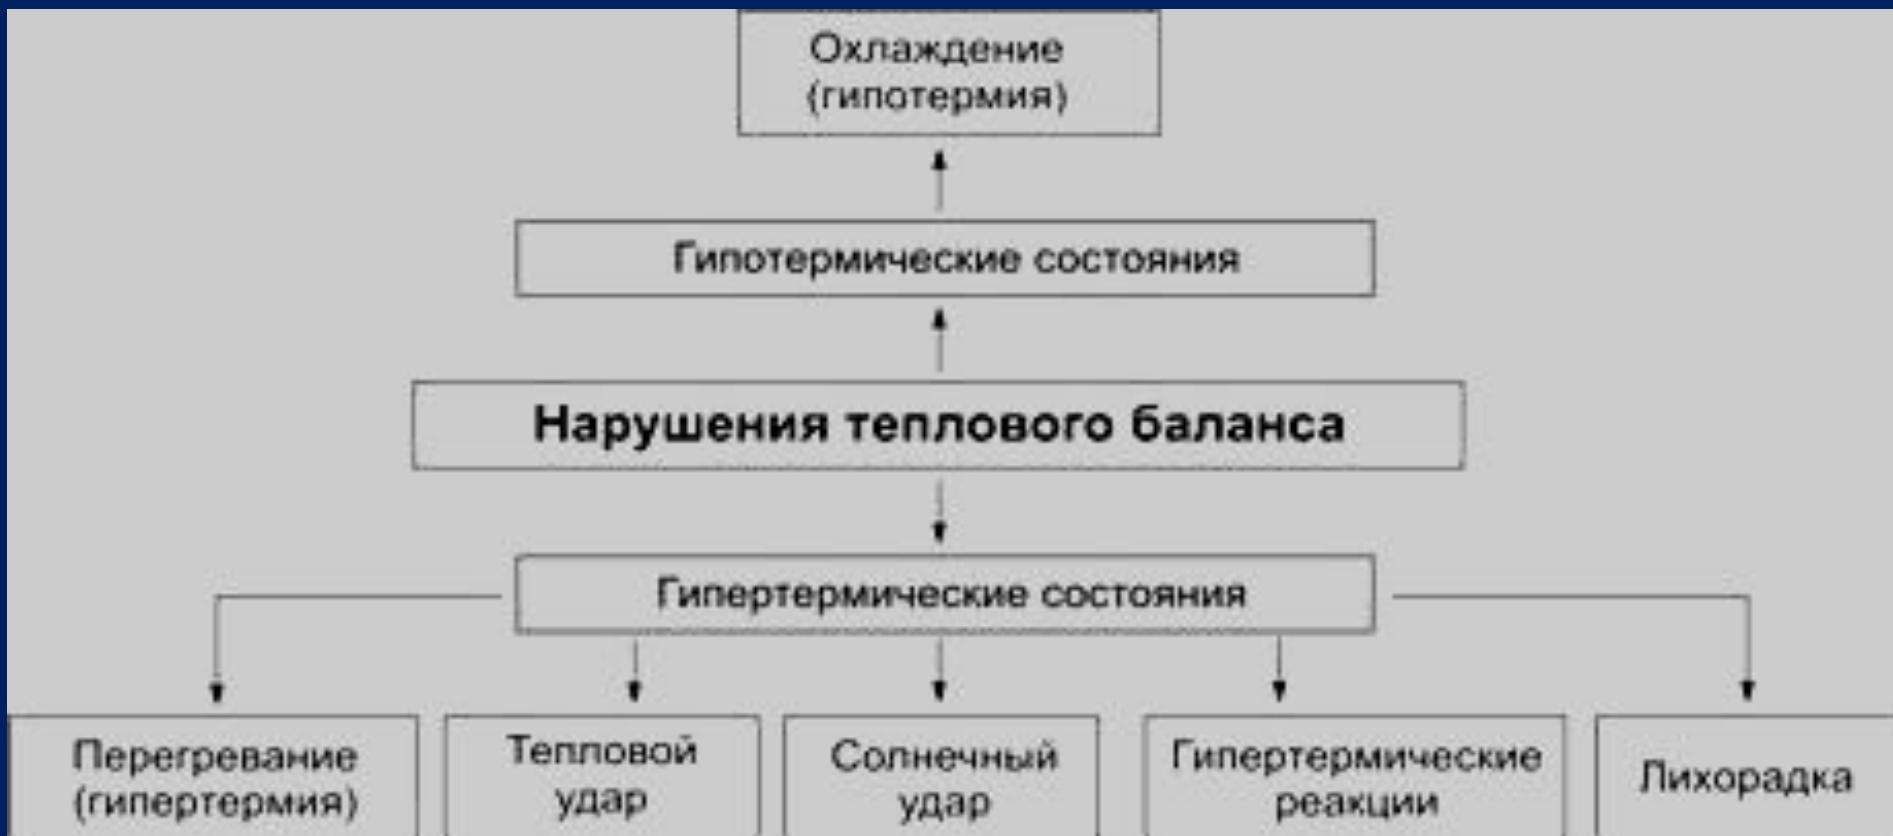 Охлаждение
(гипотермия)
Гипотермические состояния
Нарушения теплового баланса
Гипертермические состояния
Перегревание
(гипертермия)
Тепловой
удар
Солнечный
удар
Гипертермические
реакции
Лихорадка